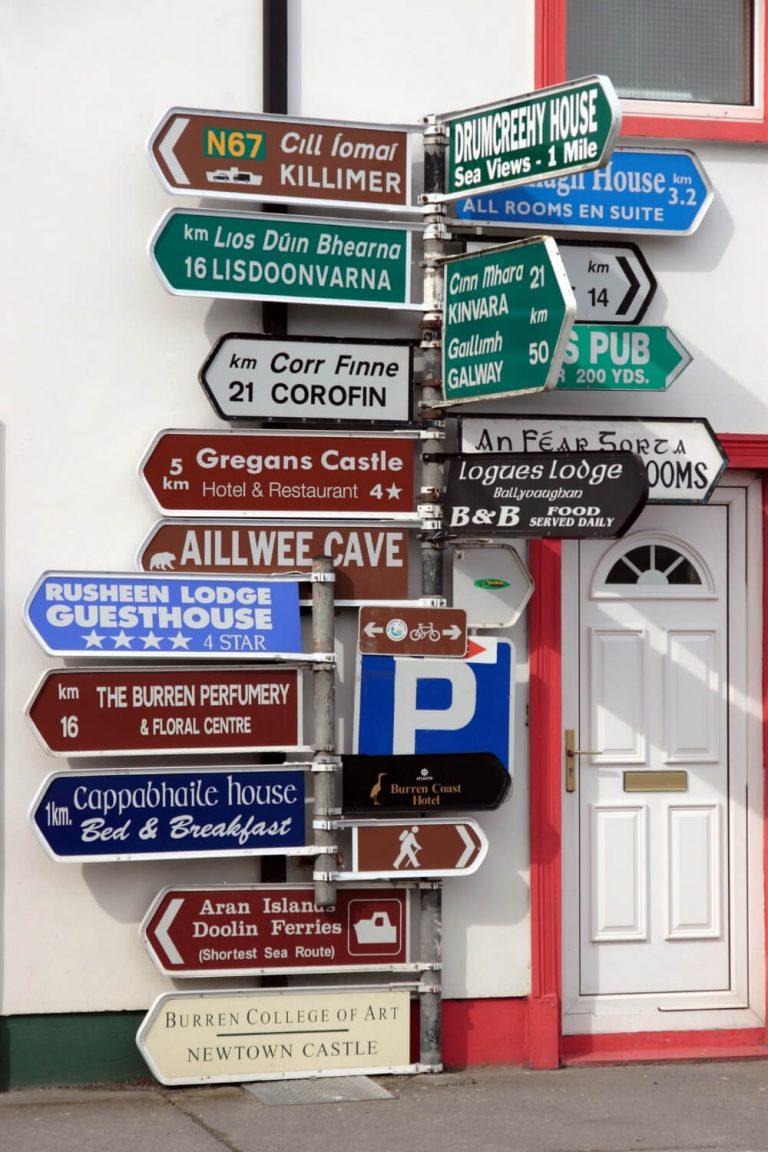 DRUMCREEHY HOUSE
Sea Views - 1 Mile
N67 Cill Íomaí
KILLIMER
House km
3.2
ALL ROOMS EN SUITE
km Lios Dúin Bhearna
16 LISDOONVARNA
km
14
Cinn Mhara 21
KINVARA
km
Gaillimh 50
GALWAY
PUB
200 YDS.
km Corr Finne
21 COROFIN
An Féar Gorta
ROOMS
5 km
Gregans Castle
Hotel & Restaurant 4★
Logues Lodge
Ballyvaughan
B&B FOOD
SERVED DAILY
AILLWEE CAVE
RUSHEEN LODGE
GUESTHOUSE
★★★★ 4 STAR
P
km
16
THE BURREN PERFUMERY
& FLORAL CENTRE
ATLANTIC
Burren Coast
Hotel
1km. Cappabhaile House
Bed & Breakfast
Aran Islands
Doolin Ferries
(Shortest Sea Route)
BURREN COLLEGE OF ART
NEWTOWN CASTLE